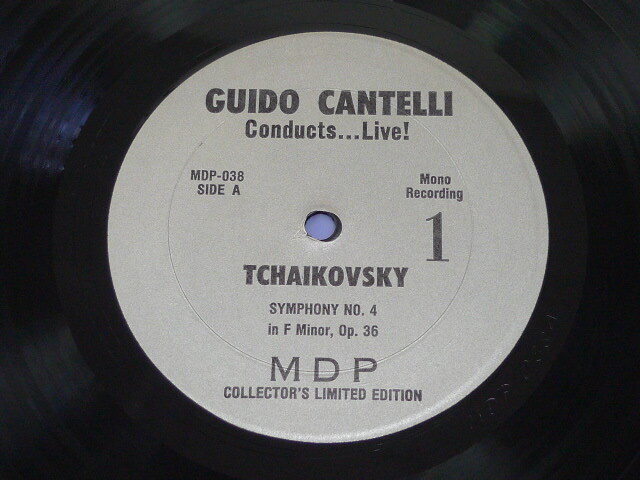 GUIDO CANTELLI
Conducts...Live!
MDP-038
SIDE A
Mono
Recording
1
TCHAIKOVSKY
SYMPHONY NO. 4
in F Minor, Op. 36
MDP
COLLECTOR'S LIMITED EDITION